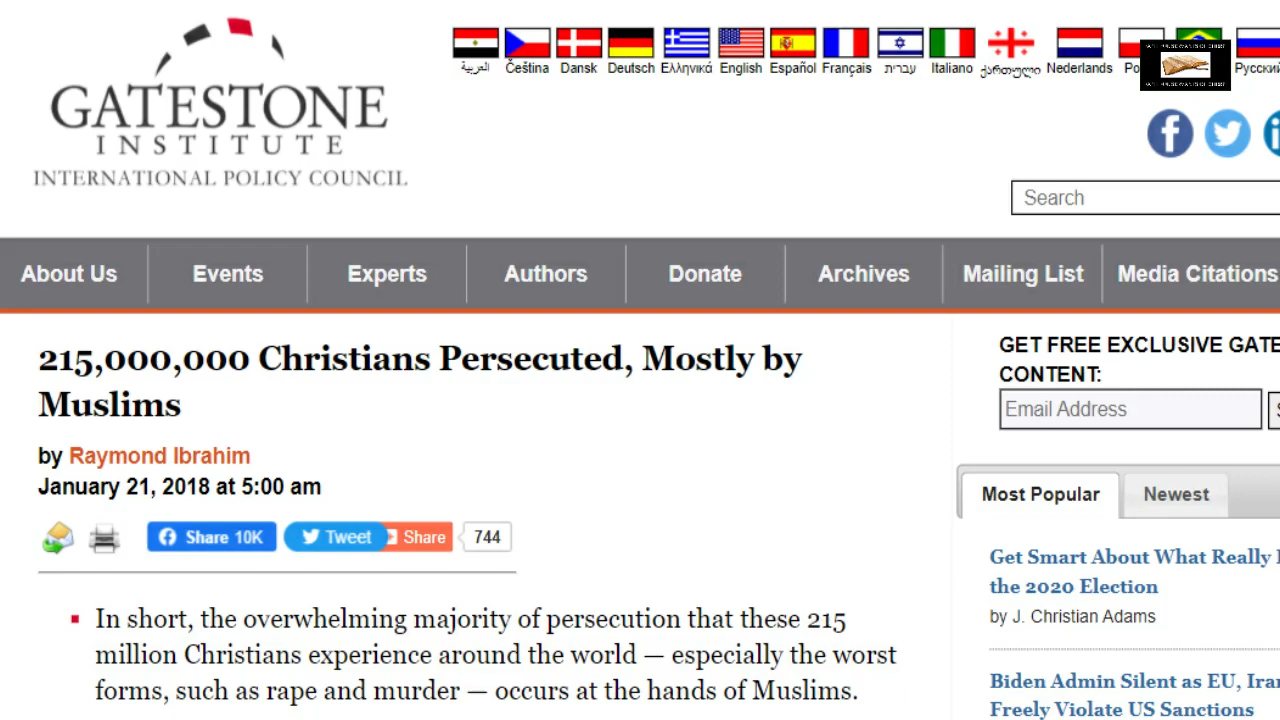 GATESTONE
INSTITUTE
INTERNATIONAL POLICY COUNCIL
العربية Čeština Dansk Deutsch Ελληνικά English Español Français עברית Italiano ქართული Nederlands Po Русский
Search
About Us Events Experts Authors Donate Archives Mailing List Media Citations
215,000,000 Christians Persecuted, Mostly by
Muslims
by Raymond Ibrahim
January 21, 2018 at 5:00 am
Share 10K Tweet Share 744
In short, the overwhelming majority of persecution that these 215
million Christians experience around the world — especially the worst
forms, such as rape and murder — occurs at the hands of Muslims.
GET FREE EXCLUSIVE GATE
CONTENT:
Email Address
Most Popular Newest
Get Smart About What Really
the 2020 Election
by J. Christian Adams
Biden Admin Silent as EU, Iran
Freely Violate US Sanctions